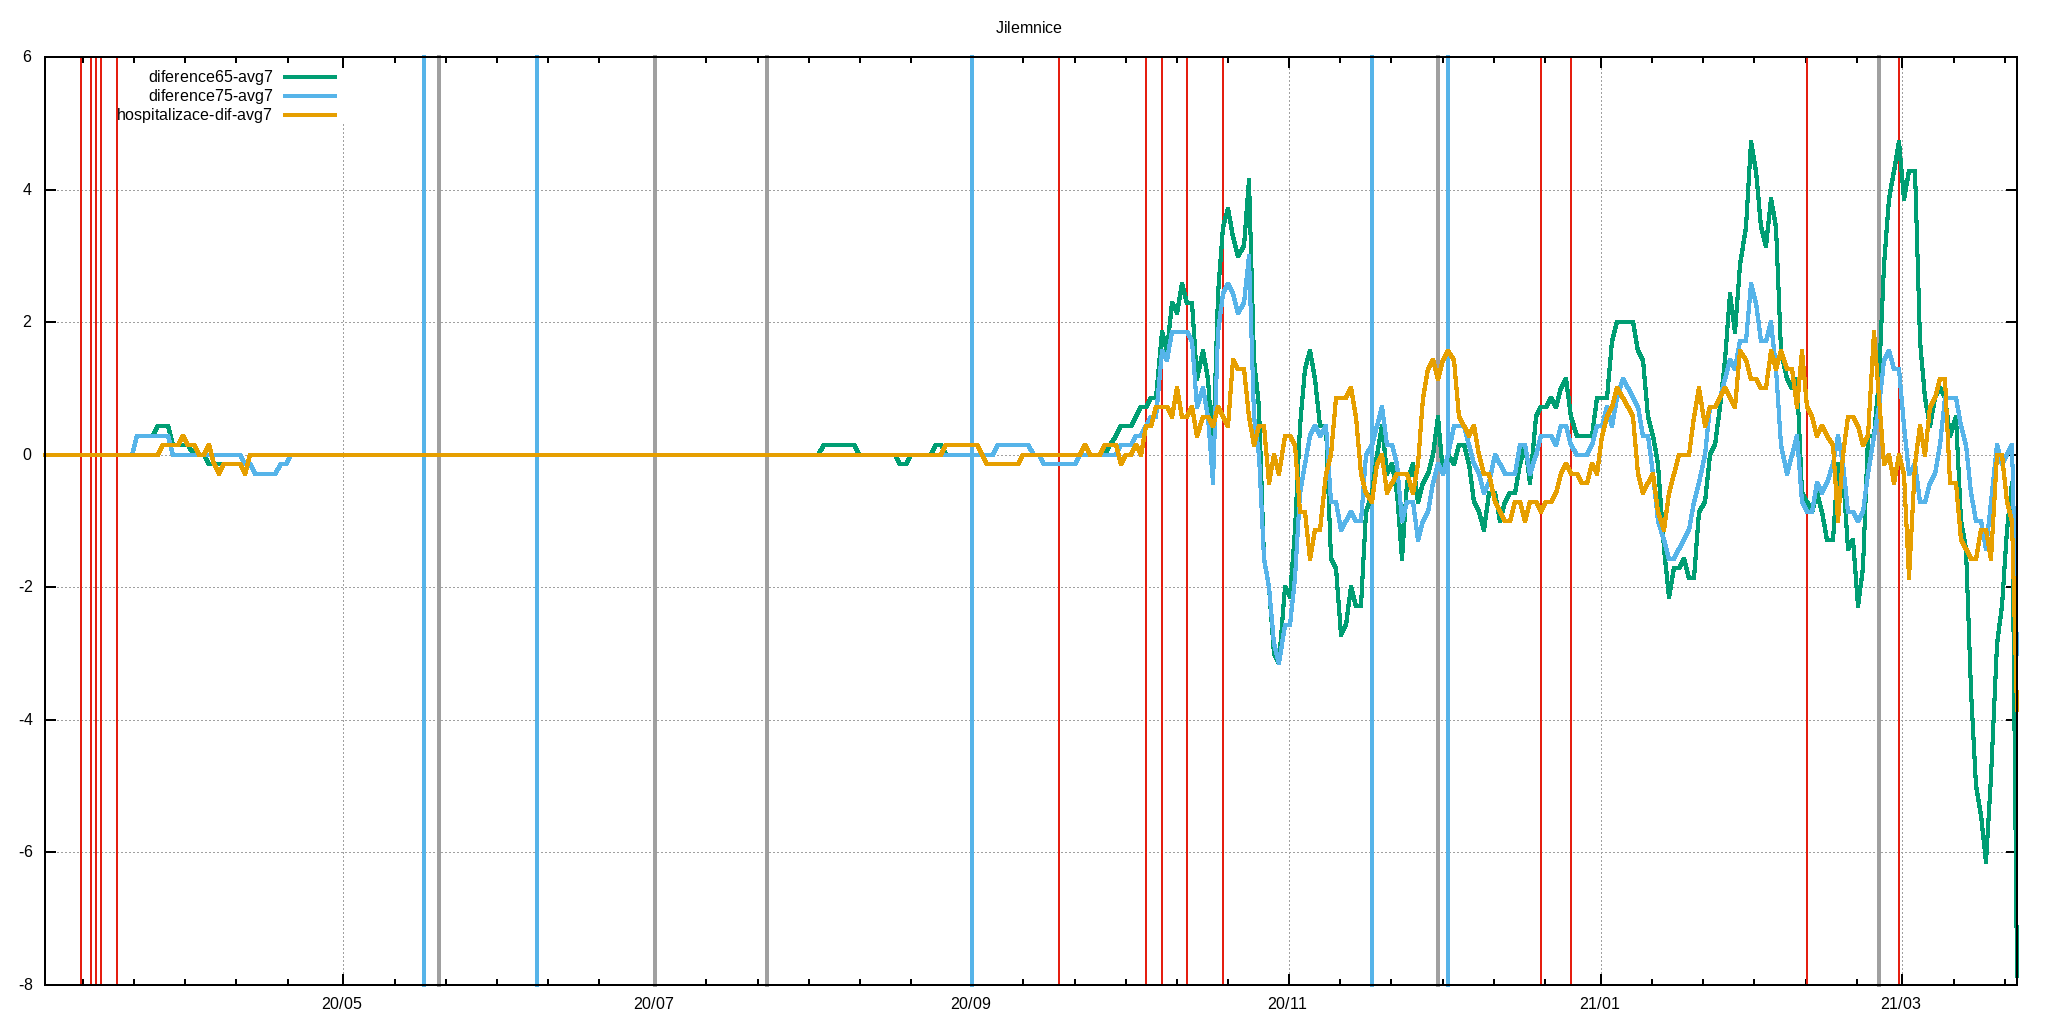 Jilemnice
diference65-avg7
diference75-avg7
hospitalizace-dif-avg7
6
4
2
0
-2
-4
-6
-8
20/05 20/07 20/09 20/11 21/01 21/03